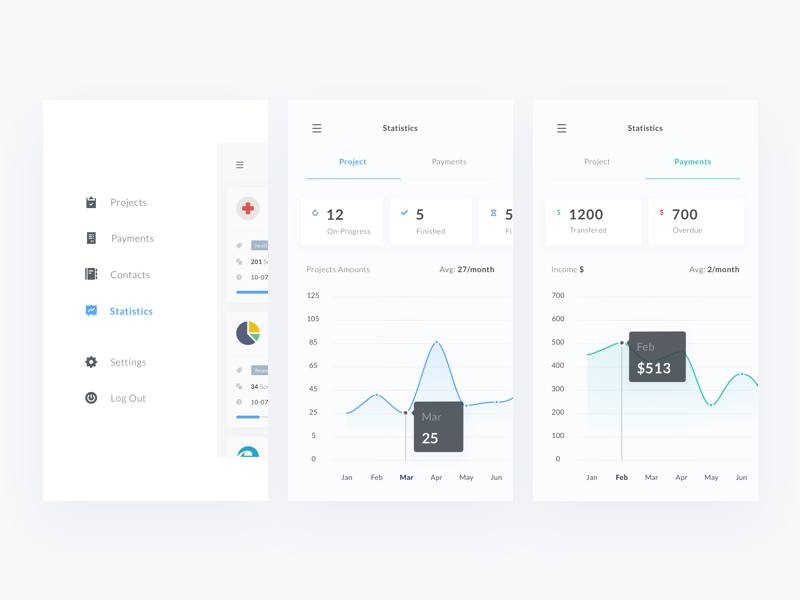 Projects
Payments
Contacts
Statistics
Settings
Log Out
201
10-07
34
10-07
Statistics
Project Payments
12 5 5
On-Progress Finished Fi
Projects Amounts Avg: 27/month
125
105
85
65
45
25
5
0
Mar
25
Jan Feb Mar Apr May Jun
Statistics
Project Payments
$ 1200 $ 700
Transfered Overdue
Income $ Avg: 2/month
700
600
500
400
300
200
100
0
Feb
$513
Jan Feb Mar Apr May Jun